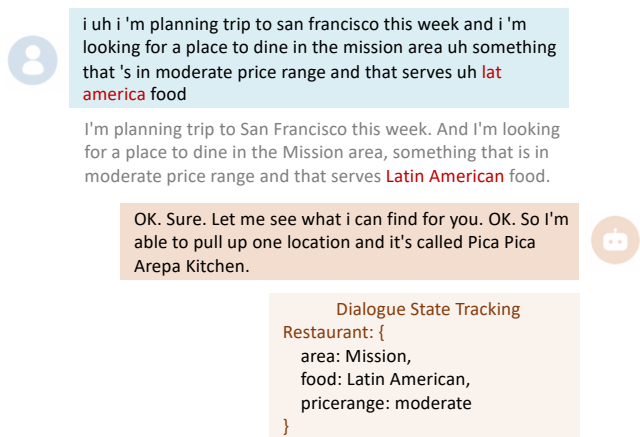 i uh i 'm planning trip to san francisco this week and i 'm
looking for a place to dine in the mission area uh something
that 's in moderate price range and that serves uh lat
america food
I'm planning trip to San Francisco this week. And I'm looking
for a place to dine in the Mission area, something that is in
moderate price range and that serves Latin American food.
OK. Sure. Let me see what i can find for you. OK. So I'm
able to pull up one location and it's called Pica Pica
Arepa Kitchen.
Dialogue State Tracking
Restaurant: {
area: Mission,
food: Latin American,
pricerange: moderate
}